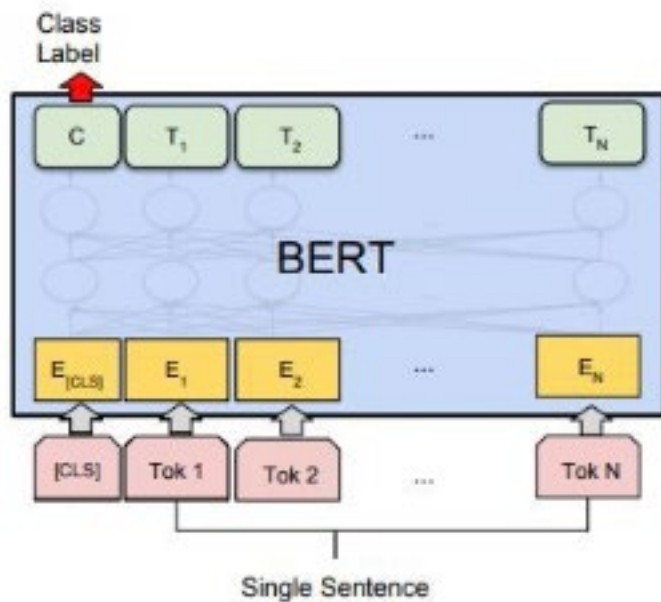 Class
Label
C T1 T2 ... TN
BERT
E[CLS] E1 E2 ... EN
[CLS] Tok 1 Tok 2 ... Tok N
Single Sentence